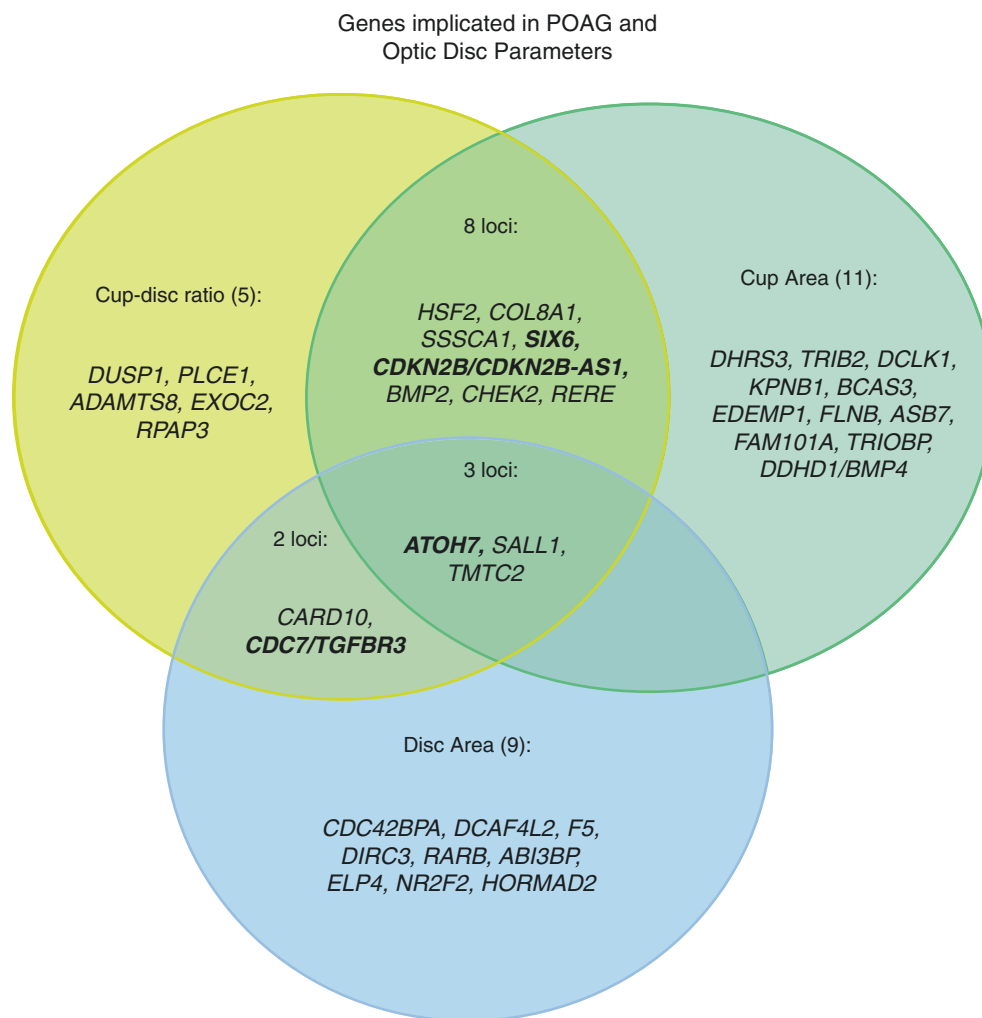 Genes implicated in POAG and
Optic Disc Parameters
8 loci:
HSF2, COL8A1,
SSSCA1, SIX6,
CDKN2B/CDKN2B-AS1,
BMP2, CHEK2, RERE
Cup-disc ratio (5):
DUSP1, PLCE1,
ADAMTS8, EXOC2,
RPAP3
Cup Area (11):
DHRS3, TRIB2, DCLK1,
KPNB1, BCAS3,
EDEMP1, FLNB, ASB7,
FAM101A, TRIOBP,
DDHD1/BMP4
3 loci:
ATOH7, SALL1,
TMTC2
2 loci:
CARD10,
CDC7/TGFBR3
Disc Area (9):
CDC42BPA, DCAF4L2, F5,
DIRC3, RARB, ABI3BP,
ELP4, NR2F2, HORMAD2